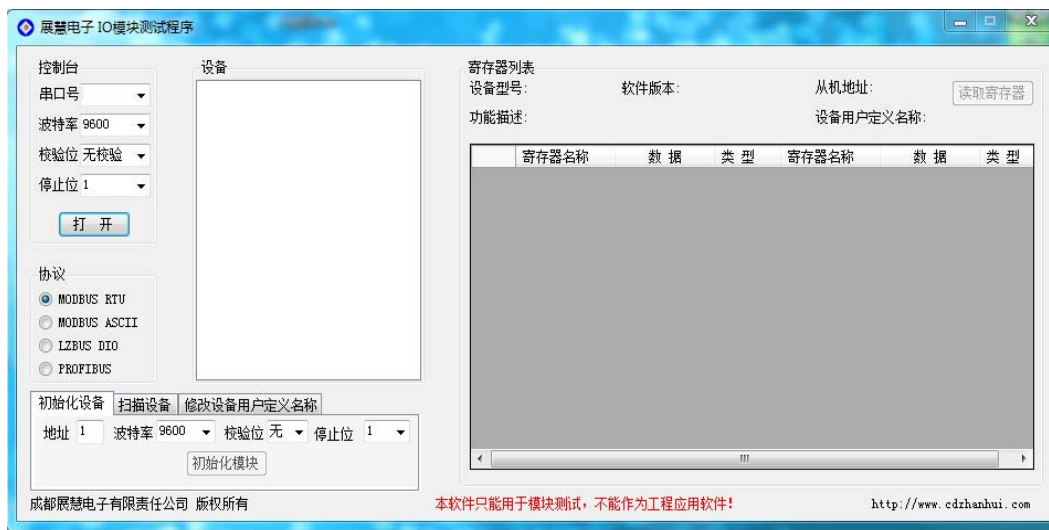 展慧电子 IO模块测试程序
控制台
串口号
波特率 9600
校验位 无校验
停止位 1
打 开
协议
MODBUS RTU
MODBUS ASCII
LZBUS DIO
PROFIBUS
设备
初始化设备 扫描设备 修改设备用户定义名称
地址 1 波特率 9600 校验位 无 停止位 1
初始化模块
寄存器列表
设备型号: 软件版本: 从机地址: 读取寄存器
功能描述: 设备用户定义名称:
寄存器名称 数 据 类 型 寄存器名称 数 据 类 型
成都展慧电子有限责任公司 版权所有 本软件只能用于模块测试，不能作为工程应用软件! http://www.cdzhanhui.com